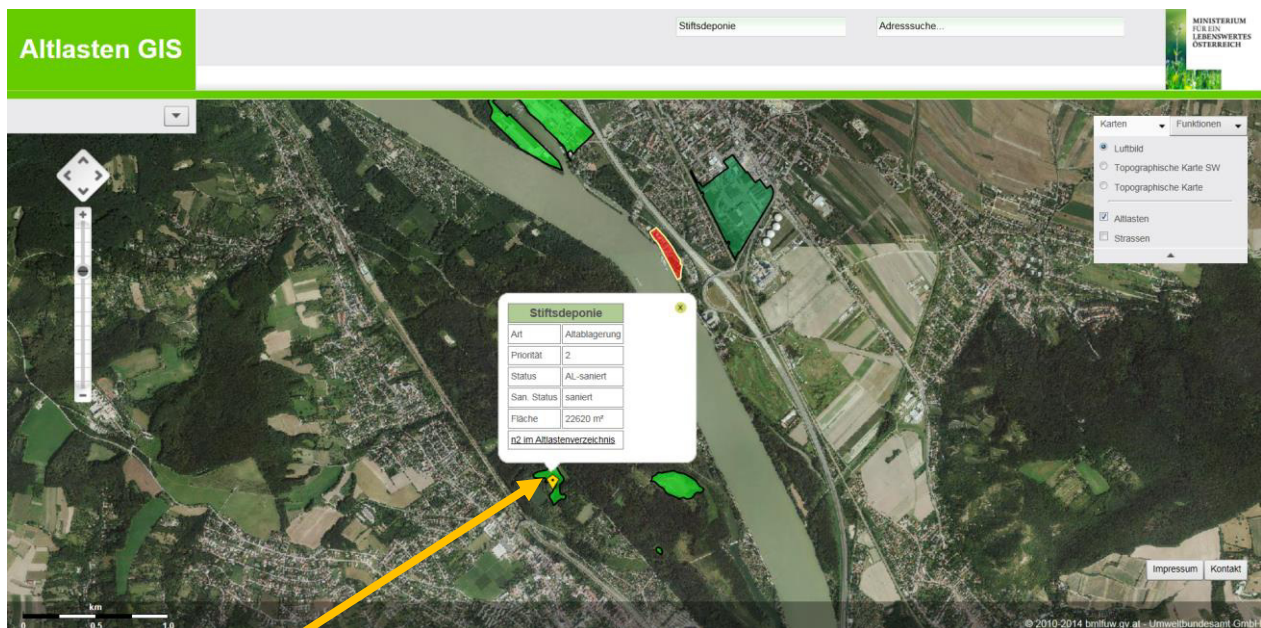 Altlasten GIS
Stiftsdeponie
Adresssuche...
MINISTERIUM
FÜR EIN
LEBENSWERTES
ÖSTERREICH
Karten
Funktionen
Luftbild
Topographische Karte SW
Topographische Karte
Altlasten
Strassen
Stiftsdeponie
Art Altablagerung
Priorität 2
Status AL-saniert
San. Status saniert
Fläche 22620 m²
n2 im Altlastenverzeichnis
Impressum Kontakt
km
0 0.5 1.0
© 2010-2014 bmlfuw.gv.at - Umweltbundesamt GmbH